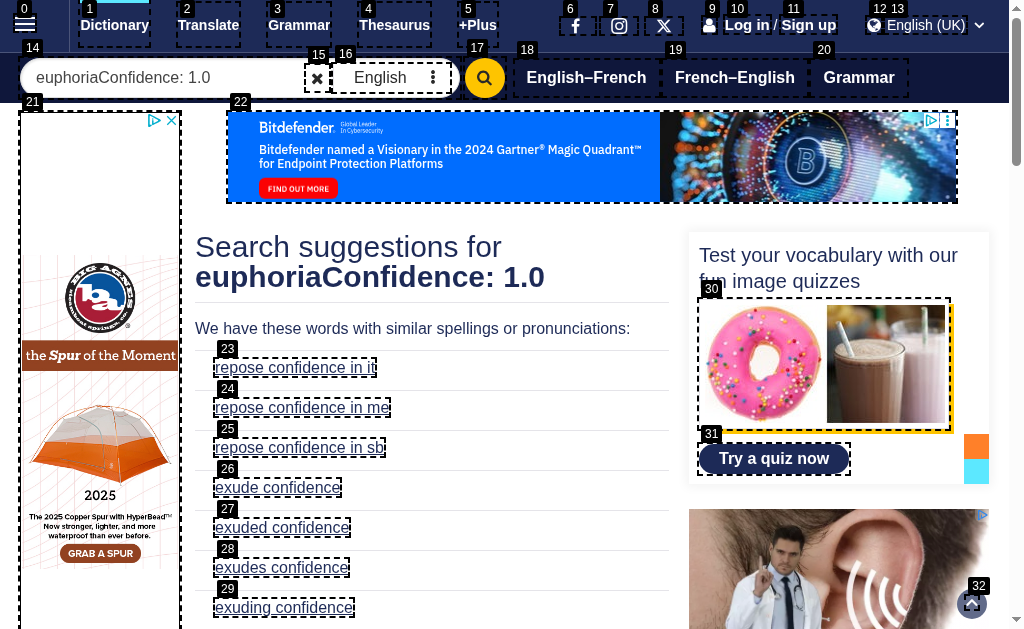 0 1 2 3 4 5 6 7 8 9 10 11 12 13
Dictionary Translate Grammar Thesaurus +Plus Log in / Sign up English (UK)
14 15 16 17 18 19 20
euphoriaConfidence: 1.0 English English–French French–English Grammar
21 22
Bitdefender Global Leader In Cybersecurity
Bitdefender named a Visionary in the 2024 Gartner® Magic Quadrant™
for Endpoint Protection Platforms
FIND OUT MORE
B
BIG AGNES
ba
Steamboat Springs, Co.
the Spur of the Moment
2025
The 2025 Copper Spur with HyperBead™
Now stronger, lighter, and more
waterproof than ever before.
GRAB A SPUR
Search suggestions for
euphoriaConfidence: 1.0
We have these words with similar spellings or pronunciations:
23
repose confidence in it
24
repose confidence in me
25
repose confidence in sb
26
exude confidence
27
exuded confidence
28
exudes confidence
29
exuding confidence
Test your vocabulary with our
fun image quizzes
30
31
Try a quiz now
32